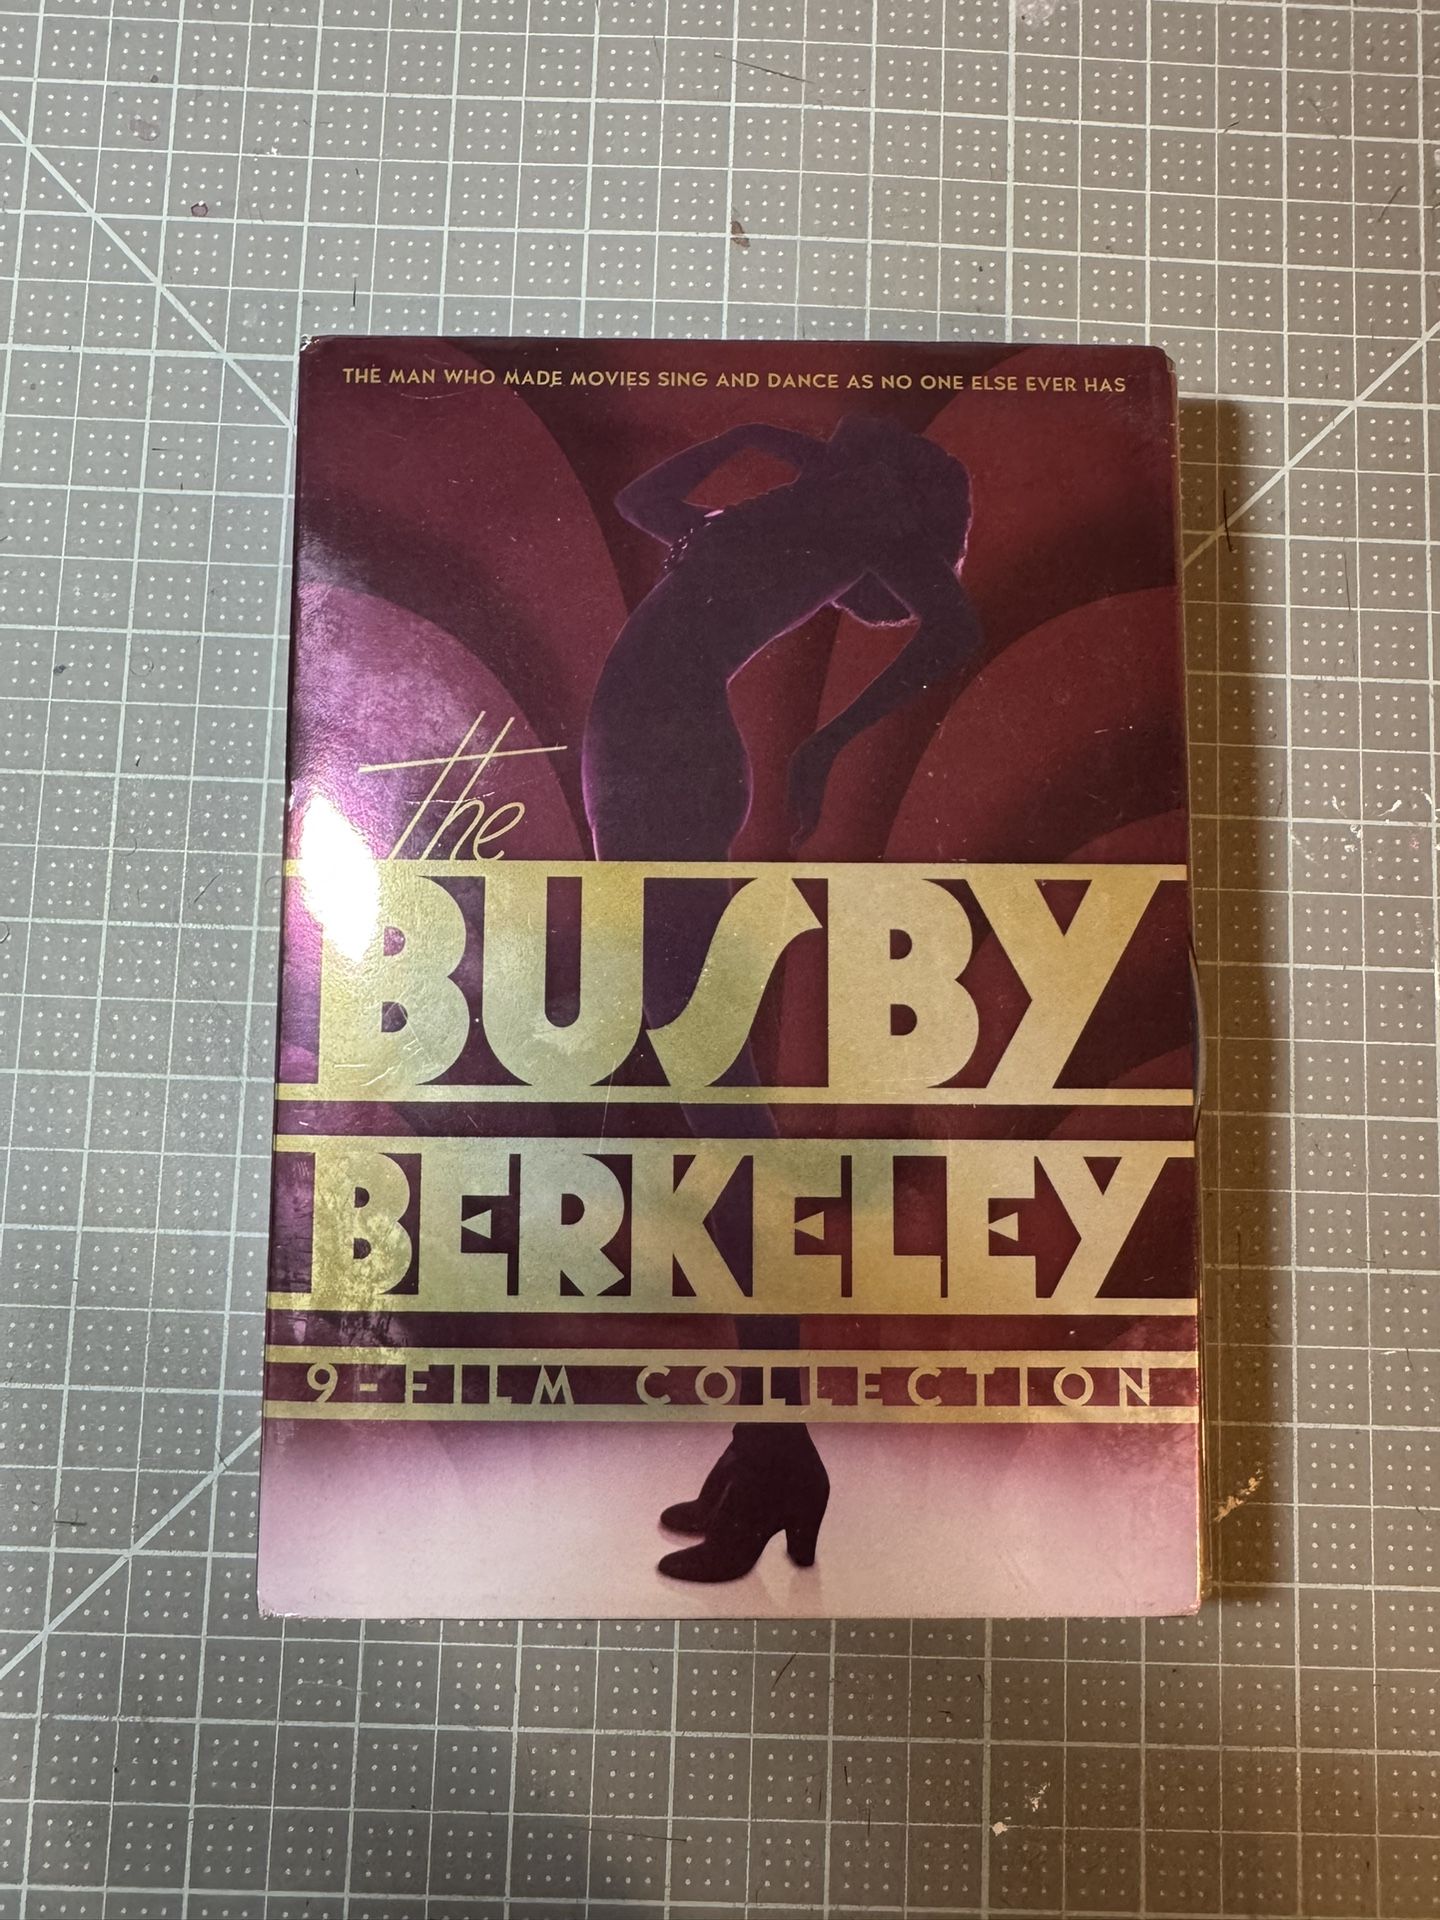 THE MAN WHO MADE MOVIES SING AND DANCE AS NO ONE ELSE EVER HAS
the
BUSBY
BERKELEY
9-FILM COLLECTION